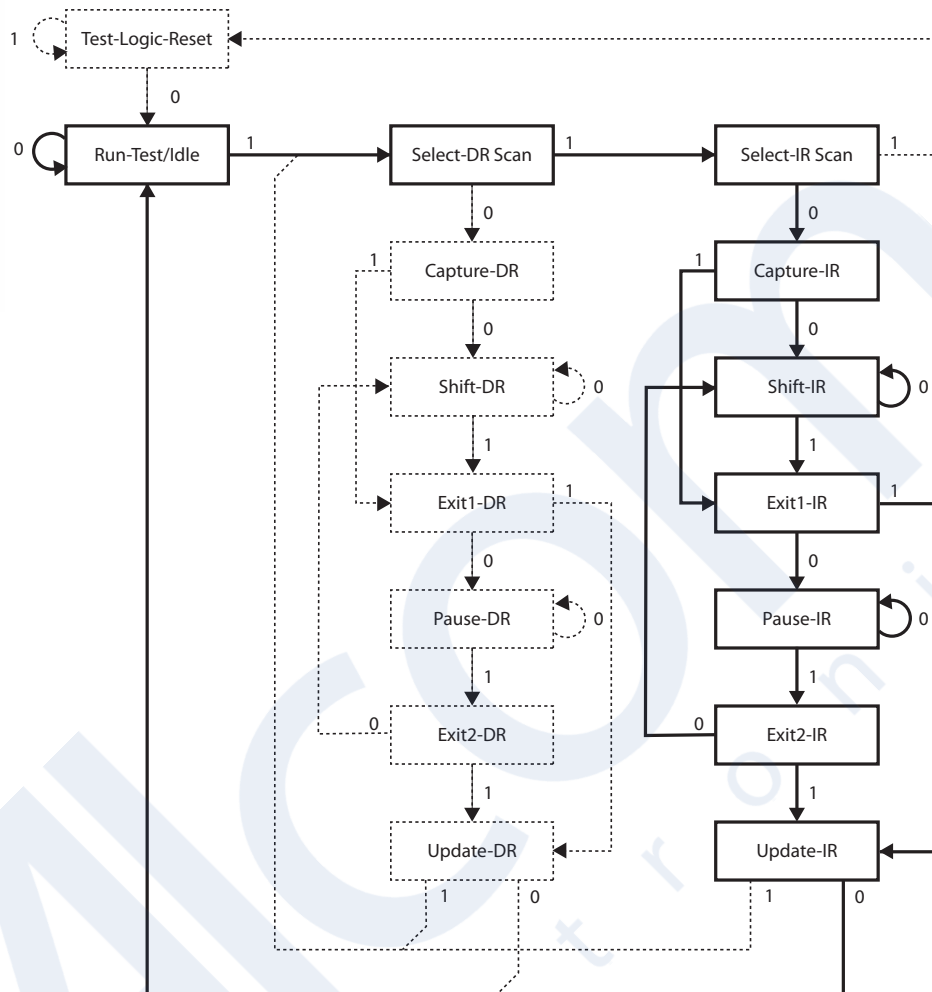 1
Test-Logic-Reset
0
0
Run-Test/Idle
1
Select-DR Scan
1
Select-IR Scan
1
0
0
1
Capture-DR
1
Capture-IR
0
0
Shift-DR
0
Shift-IR
0
1
1
Exit1-DR
1
Exit1-IR
1
0
0
Pause-DR
0
Pause-IR
0
1
1
0
Exit2-DR
0
Exit2-IR
1
1
Update-DR
Update-IR
1
0
1
0